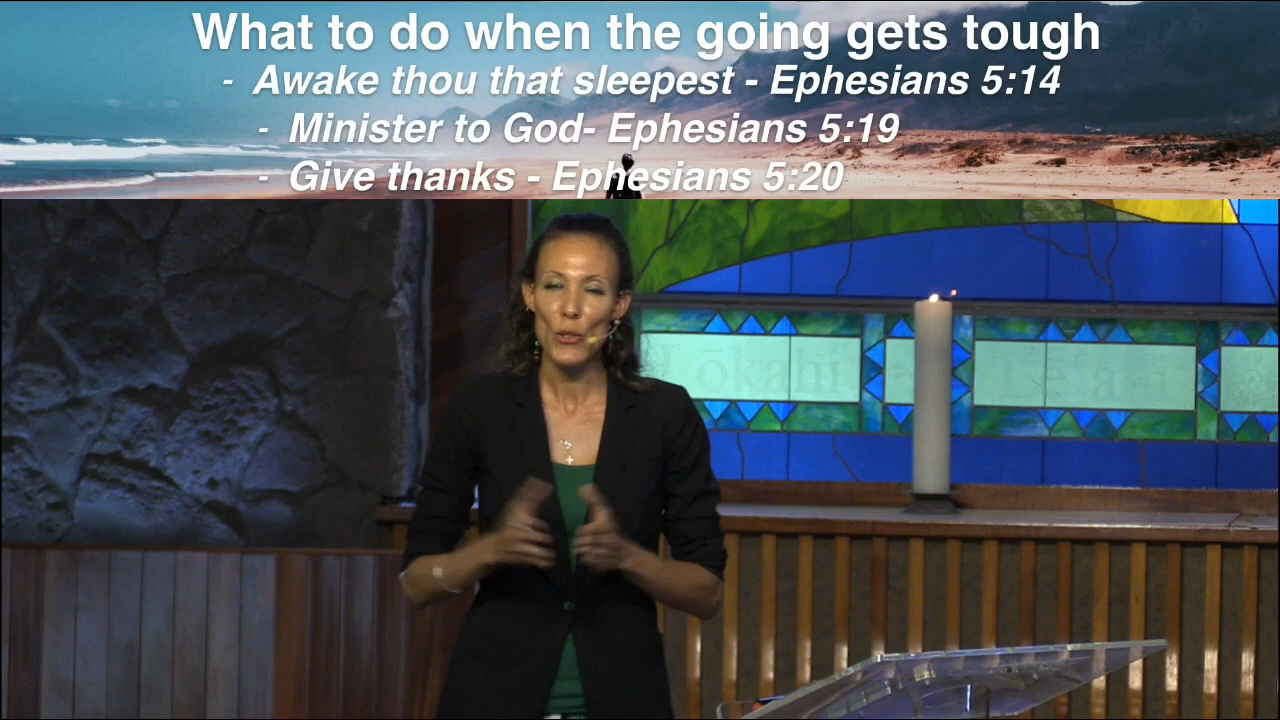 What to do when the going gets tough
- Awake thou that sleepest - Ephesians 5:14
- Minister to God- Ephesians 5:19
- Give thanks - Ephesians 5:20